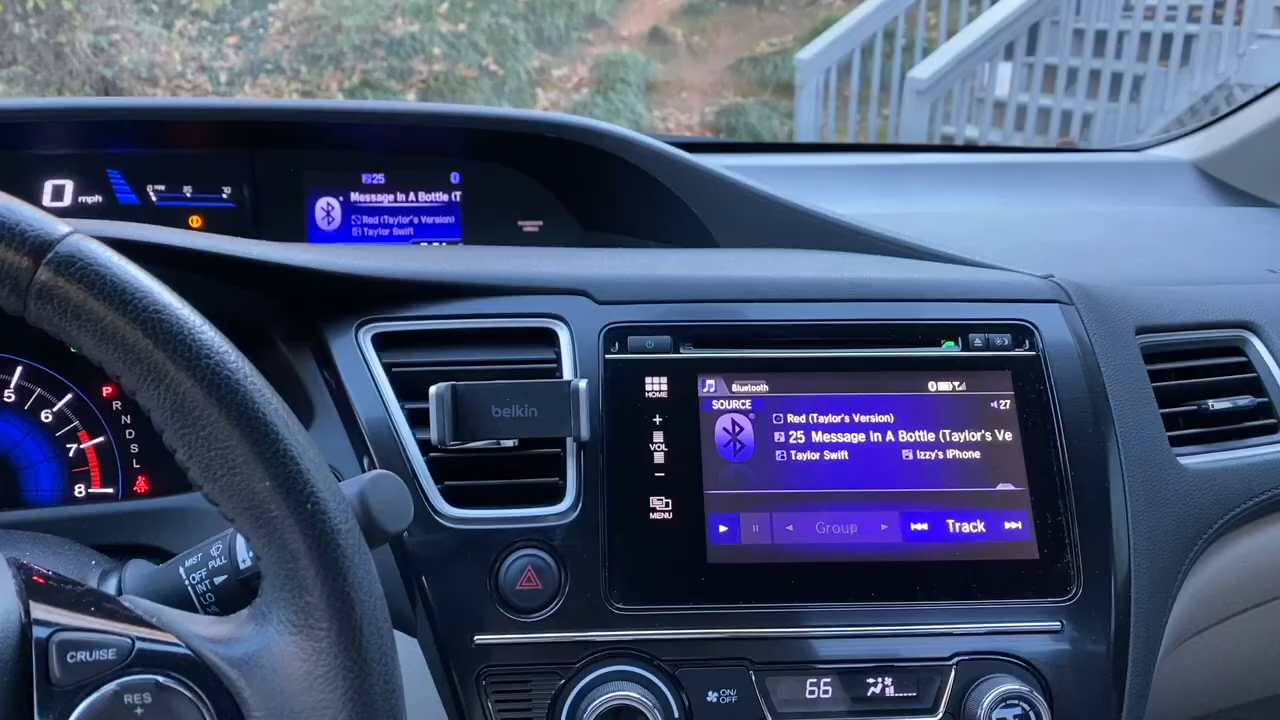 25
0 mph
Message In A Bottle (T
Red (Taylor's Version)
Taylor Swift
5
6
7
8
P
R
N
D
S
L
belkin
HOME
VOL
MENU
Bluetooth
SOURCE
27
Red (Taylor's Version)
25 Message In A Bottle (Taylor's Ve
Taylor Swift
Izzy's iPhone
Group
Track
MIST
PULL
OFF
INT
LO
CRUISE
RES
+
ON/
OFF
66